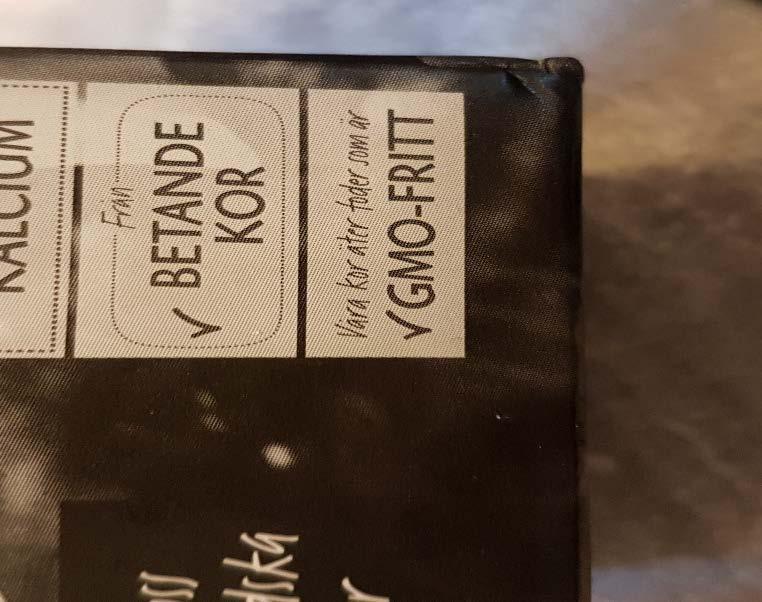 KALCIUM
Från
BETANDE
KOR
Våra kor äter foder som är
GMO-FRITT